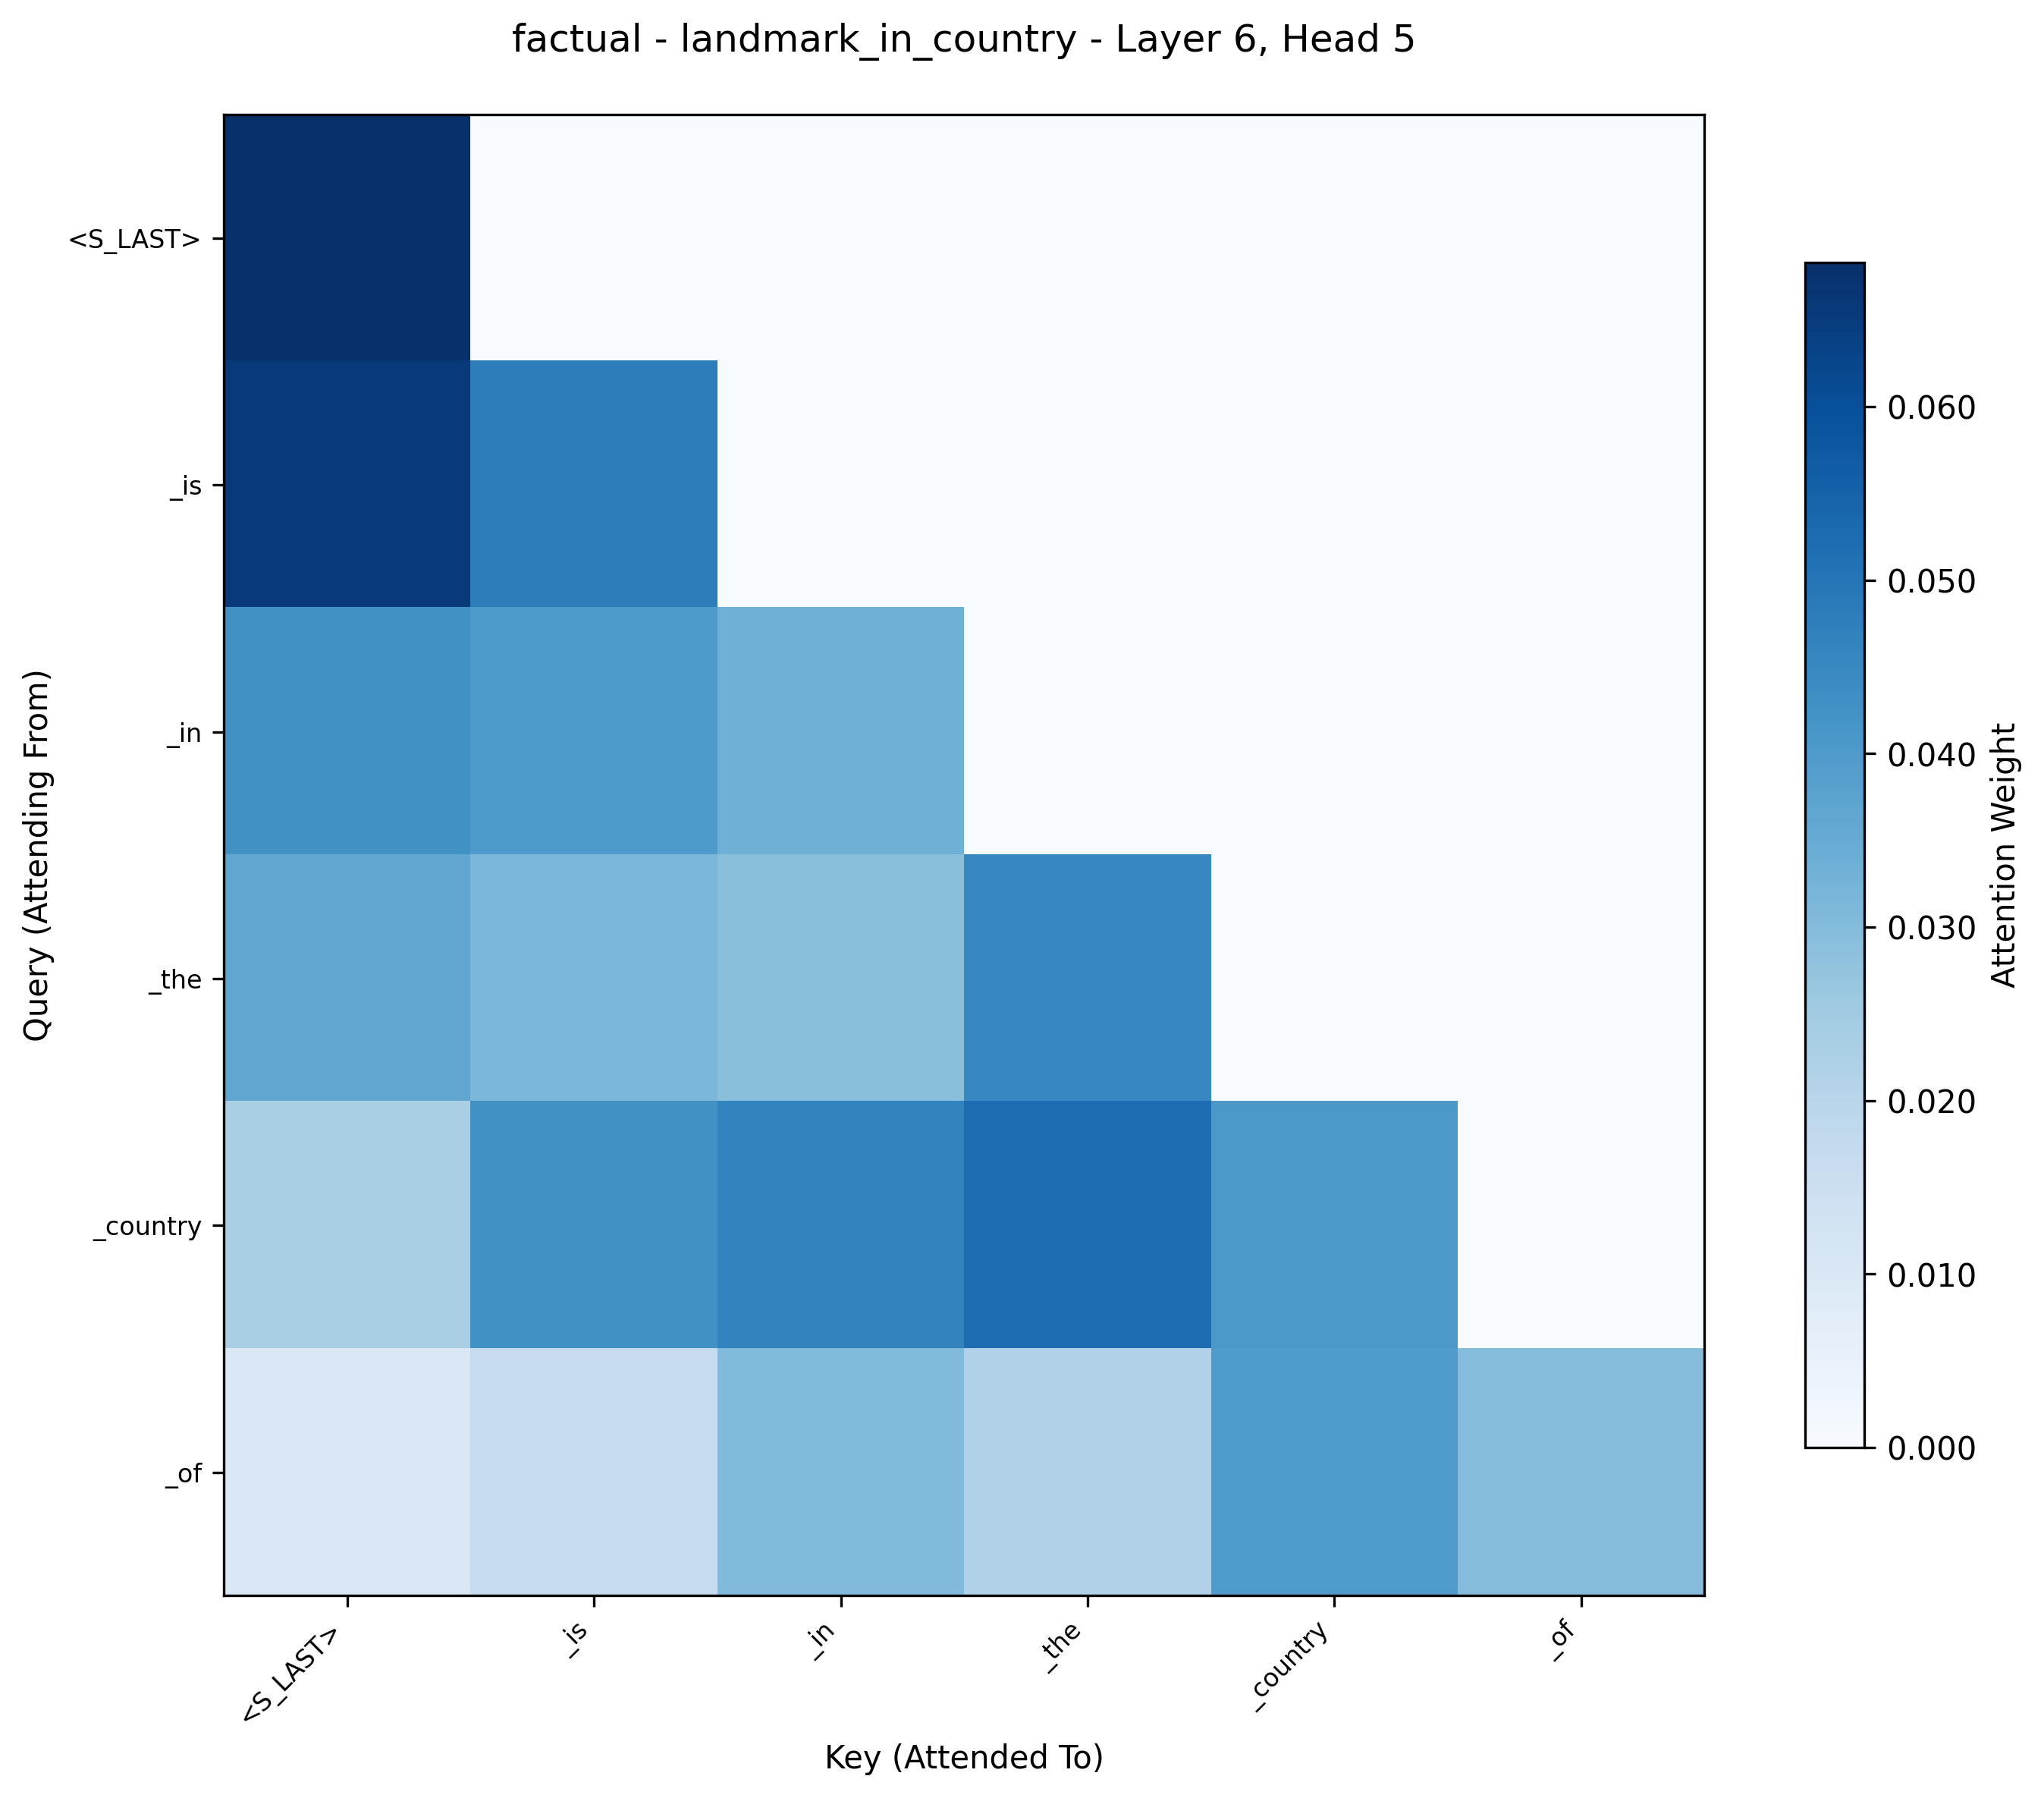 factual - landmark_in_country - Layer 6, Head 5
Query (Attending From)
<S_LAST>
_is
_in
_the
_country
_of
<S_LAST>
_is
_in
_the
_country
_of
Key (Attended To)
0.060
0.050
0.040
0.030
0.020
0.010
0.000
Attention Weight